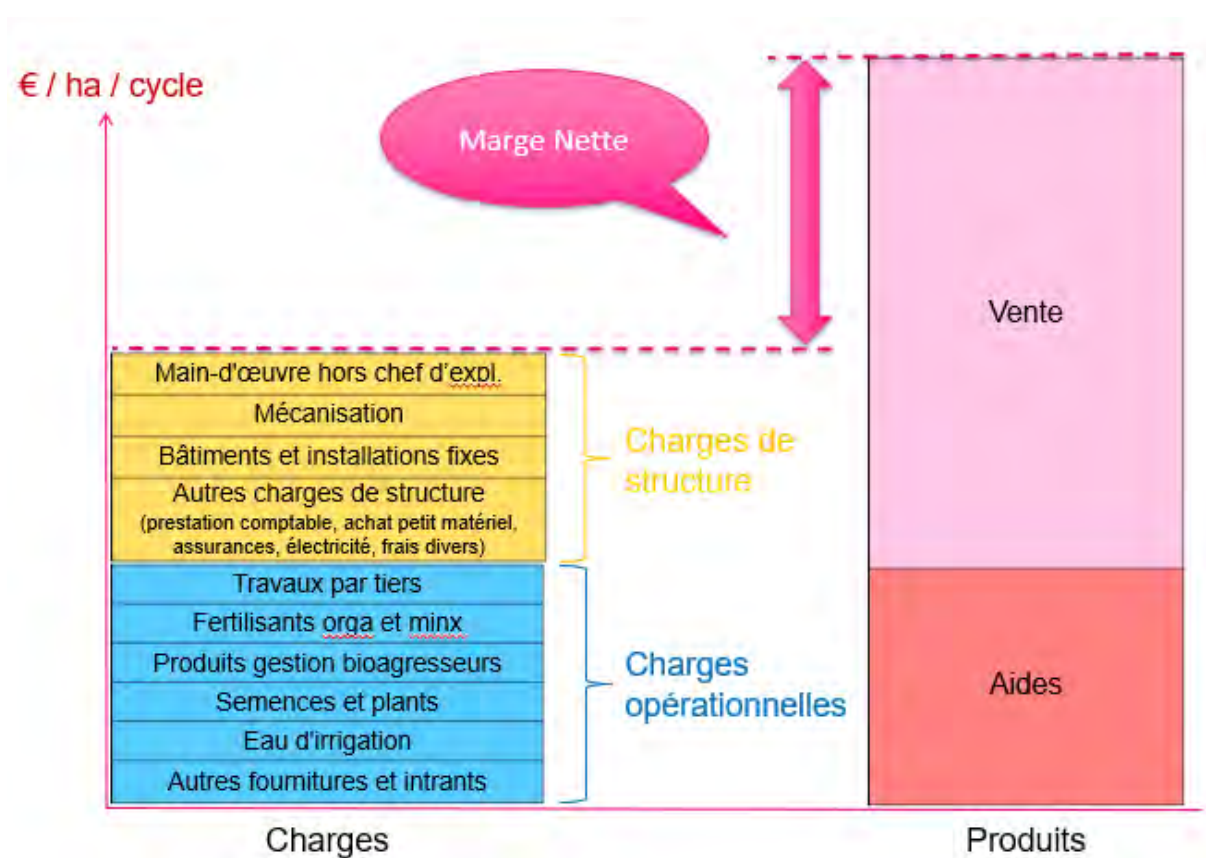 € / ha / cycle
Marge Nette
Vente
Main-d'œuvre hors chef d'expl.
Mécanisation
Bâtiments et installations fixes
Autres charges de structure
(prestation comptable, achat petit matériel,
assurances, électricité, frais divers)
Charges de
structure
Travaux par tiers
Fertilisants orga et minx
Produits gestion bioagresseurs
Semences et plants
Eau d'irrigation
Autres fournitures et intrants
Charges
opérationnelles
Aides
Charges
Produits